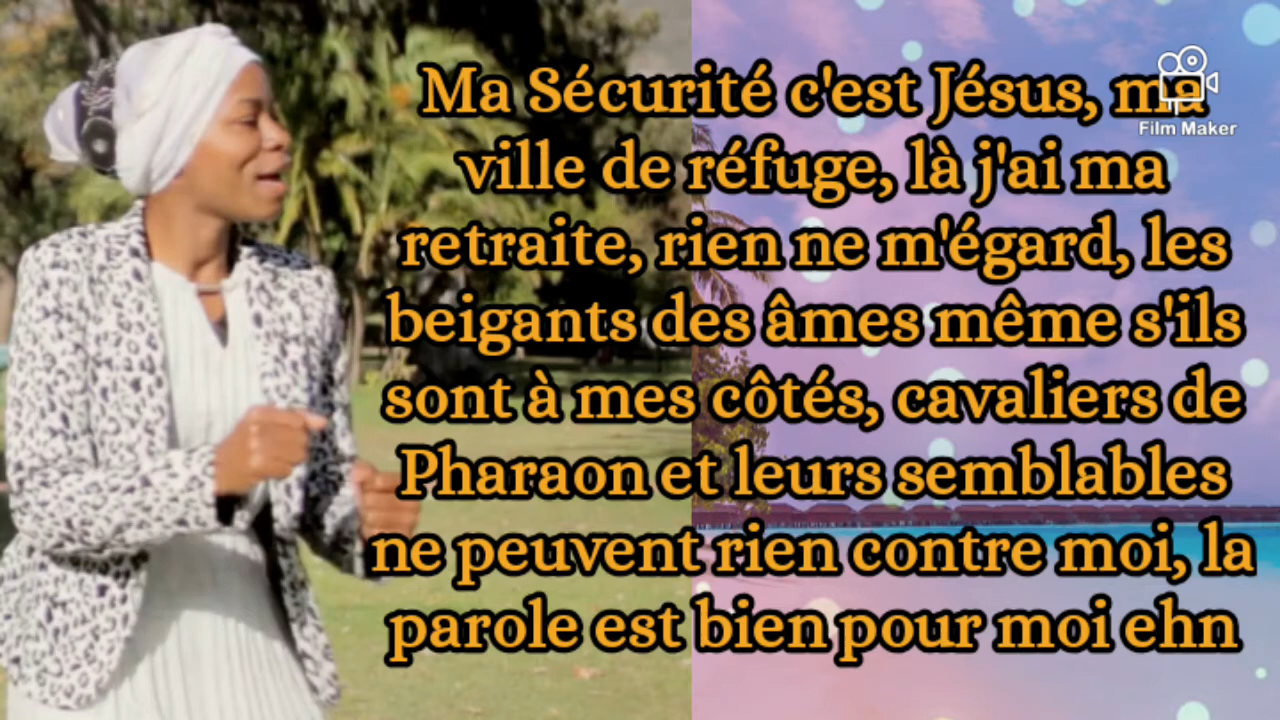 Ma Sécurité c'est Jésus, ma
ville de réfuge, là j'ai ma
retraite, rien ne m'égard, les
beigants des âmes même s'ils
sont à mes côtés, cavaliers de
Pharaon et leurs semblables
ne peuvent rien contre moi, la
parole est bien pour moi ehn
Film Maker